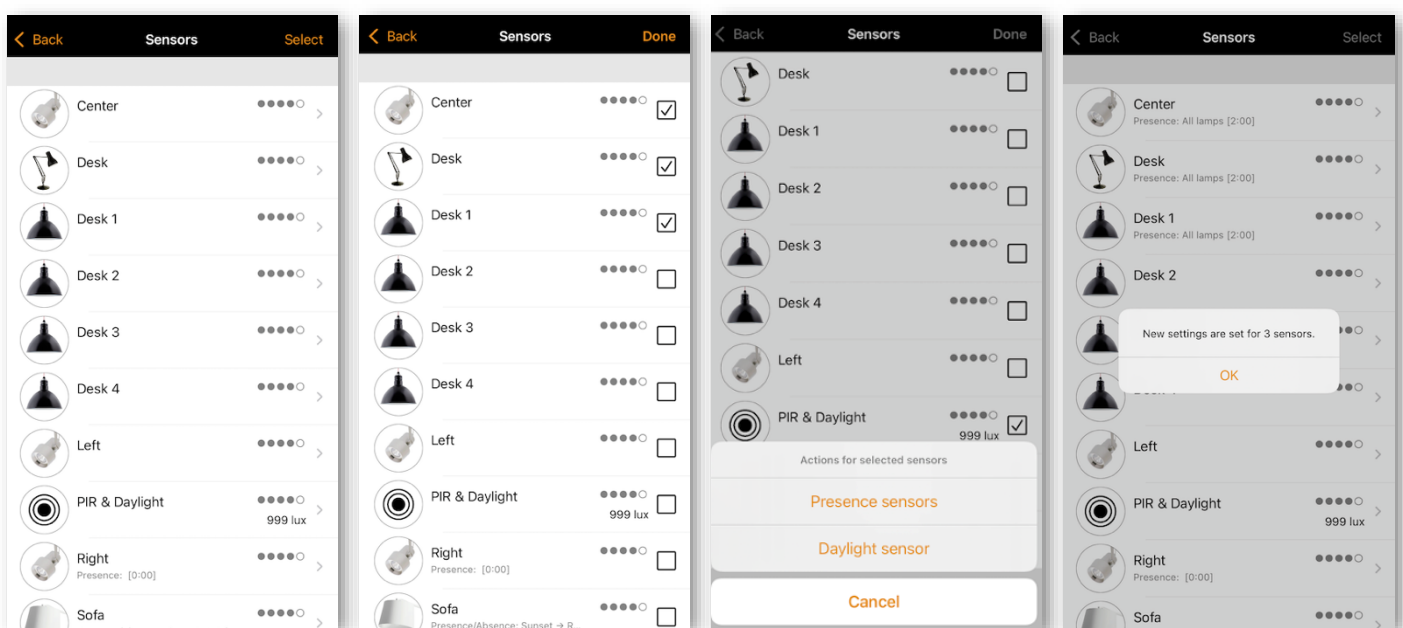 Back Sensors Select
Center
Desk
Desk 1
Desk 2
Desk 3
Desk 4
Left
PIR & Daylight
999 lux
Right
Presence: [0:00]
Sofa
Back Sensors Done
Center
Desk
Desk 1
Desk 2
Desk 3
Desk 4
Left
PIR & Daylight
999 lux
Right
Presence: [0:00]
Sofa
Presence/Absence: Sunset → R...
Back Sensors Done
Desk
Desk 1
Desk 2
Desk 3
Desk 4
Left
PIR & Daylight
999 lux
Actions for selected sensors
Presence sensors
Daylight sensor
Cancel
Back Sensors Select
Center
Presence: All lamps [2:00]
Desk
Presence: All lamps [2:00]
Desk 1
Presence: All lamps [2:00]
Desk 2
New settings are set for 3 sensors.
OK
Left
PIR & Daylight
999 lux
Right
Presence: [0:00]
Sofa